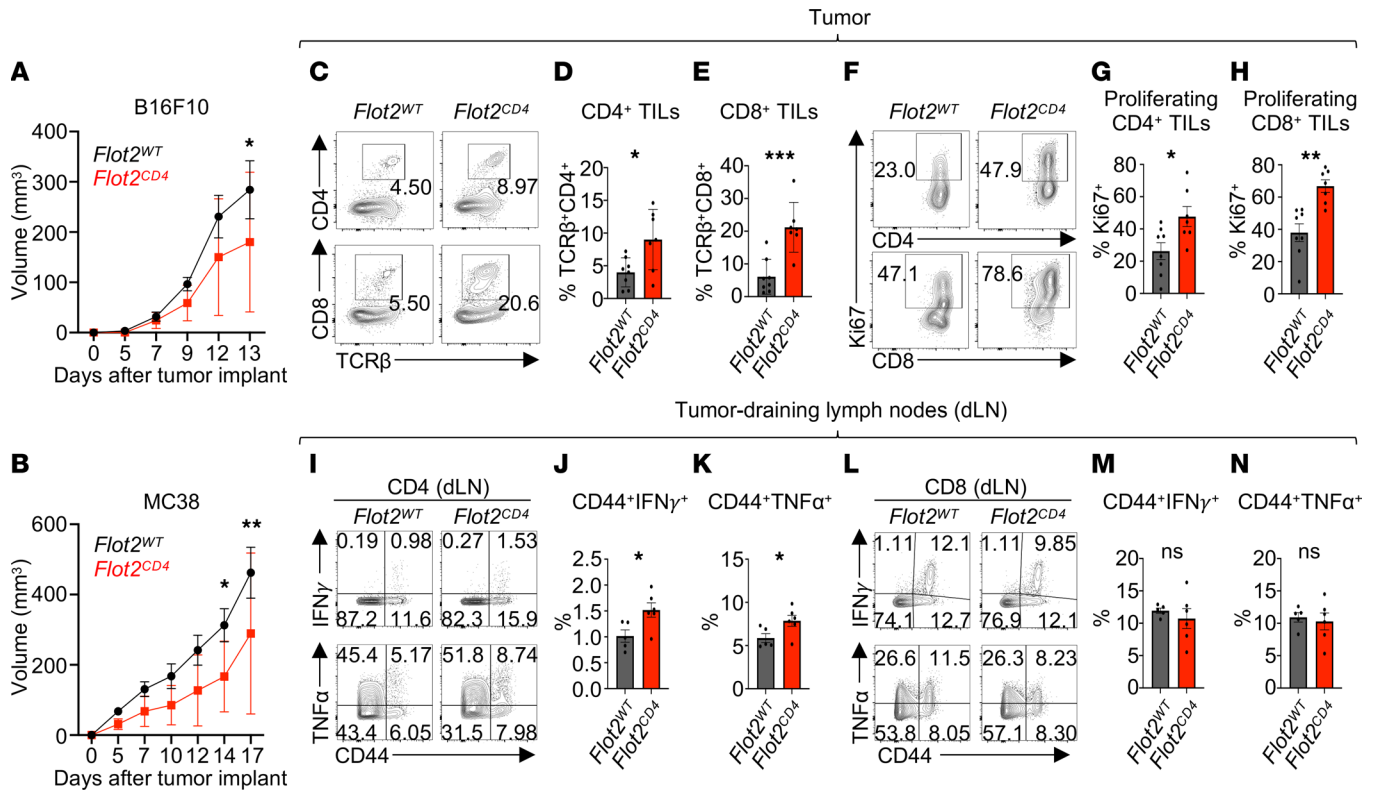 Tumor
A
B16F10
Flot2WT
Flot2CD4
Volume (mm3)
400
300
200
100
0
*
0 5 7 9 12 13
Days after tumor implant
C
Flot2WT Flot2CD4
CD4
4.50 8.97
CD8
5.50 20.6
TCRβ
D
CD4+ TILs
*
% TCRβ+CD4+
20
15
10
5
0
Flot2WT
Flot2CD4
E
CD8+ TILs
***
% TCRβ+CD8+
40
30
20
10
0
Flot2WT
Flot2CD4
F
Flot2WT Flot2CD4
23.0 47.9
CD4
47.1 78.6
Ki67
CD8
G
Proliferating
CD4+ TILs
*
% Ki67+
80
60
40
20
0
Flot2WT
Flot2CD4
H
Proliferating
CD8+ TILs
**
% Ki67+
80
60
40
20
0
Flot2WT
Flot2CD4
Tumor-draining lymph nodes (dLN)
B
MC38
Flot2WT
Flot2CD4
Volume (mm3)
600
400
200
0
*
**
0 5 7 10 12 14 17
Days after tumor implant
I
CD4 (dLN)
Flot2WT Flot2CD4
IFNγ
0.19 0.98 0.27 1.53
87.2 11.6 82.3 15.9
TNFα
45.4 5.17 51.8 8.74
43.4 6.05 31.5 7.98
CD44
J
CD44+IFNγ+
*
%
2.5
2.0
1.5
1.0
0.5
0.0
Flot2WT
Flot2CD4
K
CD44+TNFα+
*
%
15
10
5
0
Flot2WT
Flot2CD4
L
CD8 (dLN)
Flot2WT Flot2CD4
IFNγ
1.11 12.1 1.11 9.85
74.1 12.7 76.9 12.1
TNFα
26.6 11.5 26.3 8.23
53.8 8.05 57.1 8.30
CD44
M
CD44+IFNγ+
ns
%
20
15
10
5
0
Flot2WT
Flot2CD4
N
CD44+TNFα+
ns
%
20
15
10
5
0
Flot2WT
Flot2CD4